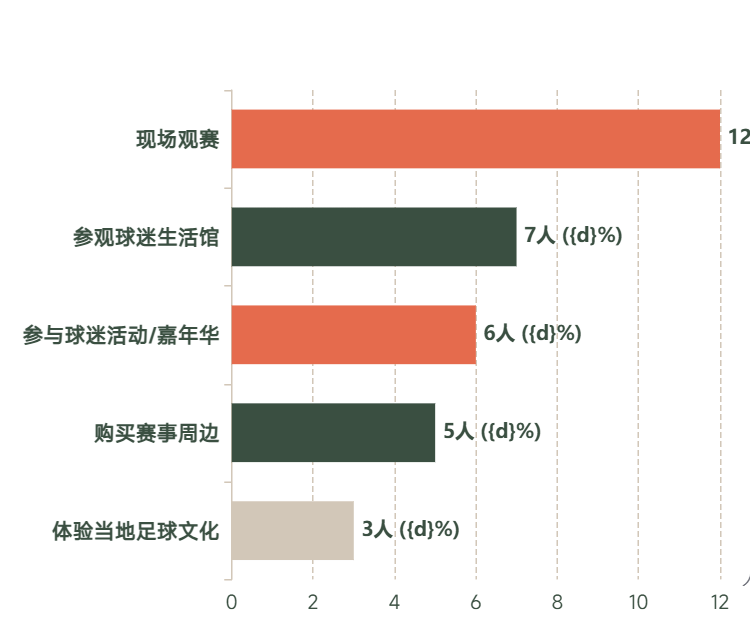 现场观赛 12
参观球迷生活馆 7人 ({d}%)
参与球迷活动/嘉年华 6人 ({d}%)
购买赛事周边 5人 ({d}%)
体验当地足球文化 3人 ({d}%)
0 2 4 6 8 10 12